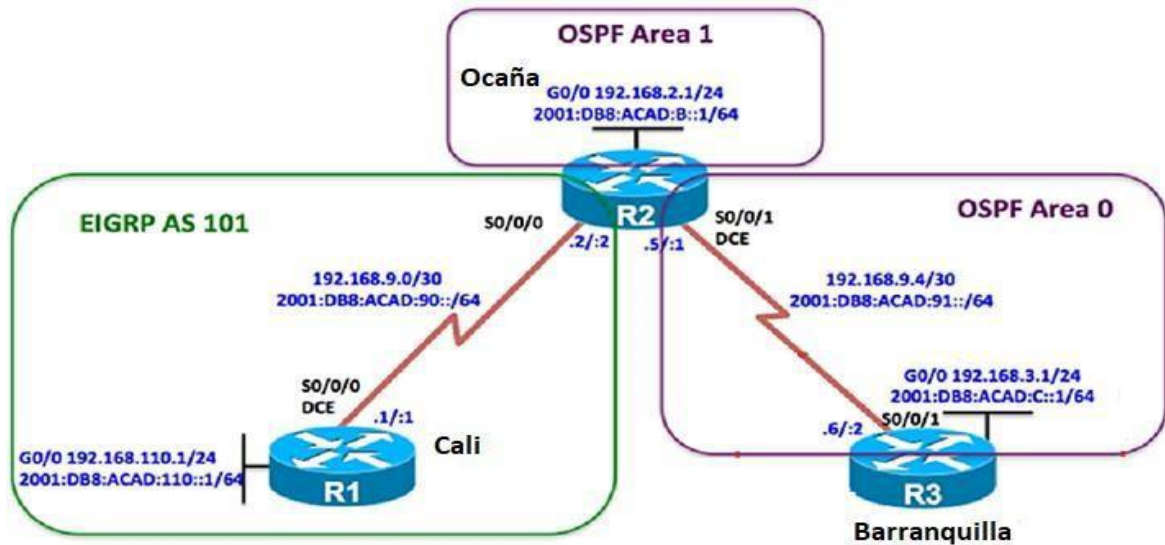 OSPF Area 1
Ocaña
G0/0 192.168.2.1/24
2001:DB8:ACAD:B::1/64
EIGRP AS 101
R2
OSPF Area 0
S0/0/0
S0/0/1
DCE
.2/:2
.5/:1
192.168.9.0/30
2001:DB8:ACAD:90::/64
192.168.9.4/30
2001:DB8:ACAD:91::/64
S0/0/0
DCE
.1/:1
Cali
G0/0 192.168.110.1/24
2001:DB8:ACAD:110::1/64
R1
G0/0 192.168.3.1/24
2001:DB8:ACAD:C::1/64
.6/:2
S0/0/1
R3
Barranquilla